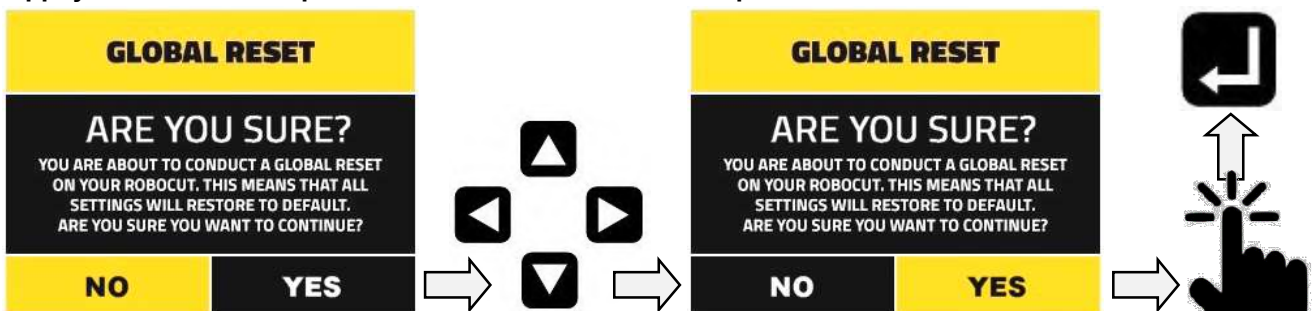 GLOBAL RESET
ARE YOU SURE?
YOU ARE ABOUT TO CONDUCT A GLOBAL RESET
ON YOUR ROBOCUT. THIS MEANS THAT ALL
SETTINGS WILL RESTORE TO DEFAULT.
ARE YOU SURE YOU WANT TO CONTINUE?
NO YES
GLOBAL RESET
ARE YOU SURE?
YOU ARE ABOUT TO CONDUCT A GLOBAL RESET
ON YOUR ROBOCUT. THIS MEANS THAT ALL
SETTINGS WILL RESTORE TO DEFAULT.
ARE YOU SURE YOU WANT TO CONTINUE?
NO YES